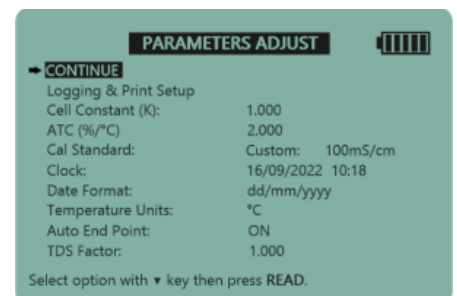 PARAMETERS ADJUST
CONTINUE
Logging & Print Setup
Cell Constant (K): 1.000
ATC (%/°C) 2.000
Cal Standard: Custom: 100mS/cm
Clock: 16/09/2022 10:18
Date Format: dd/mm/yyyy
Temperature Units: °C
Auto End Point: ON
TDS Factor: 1.000
Select option with ▼ key then press READ.